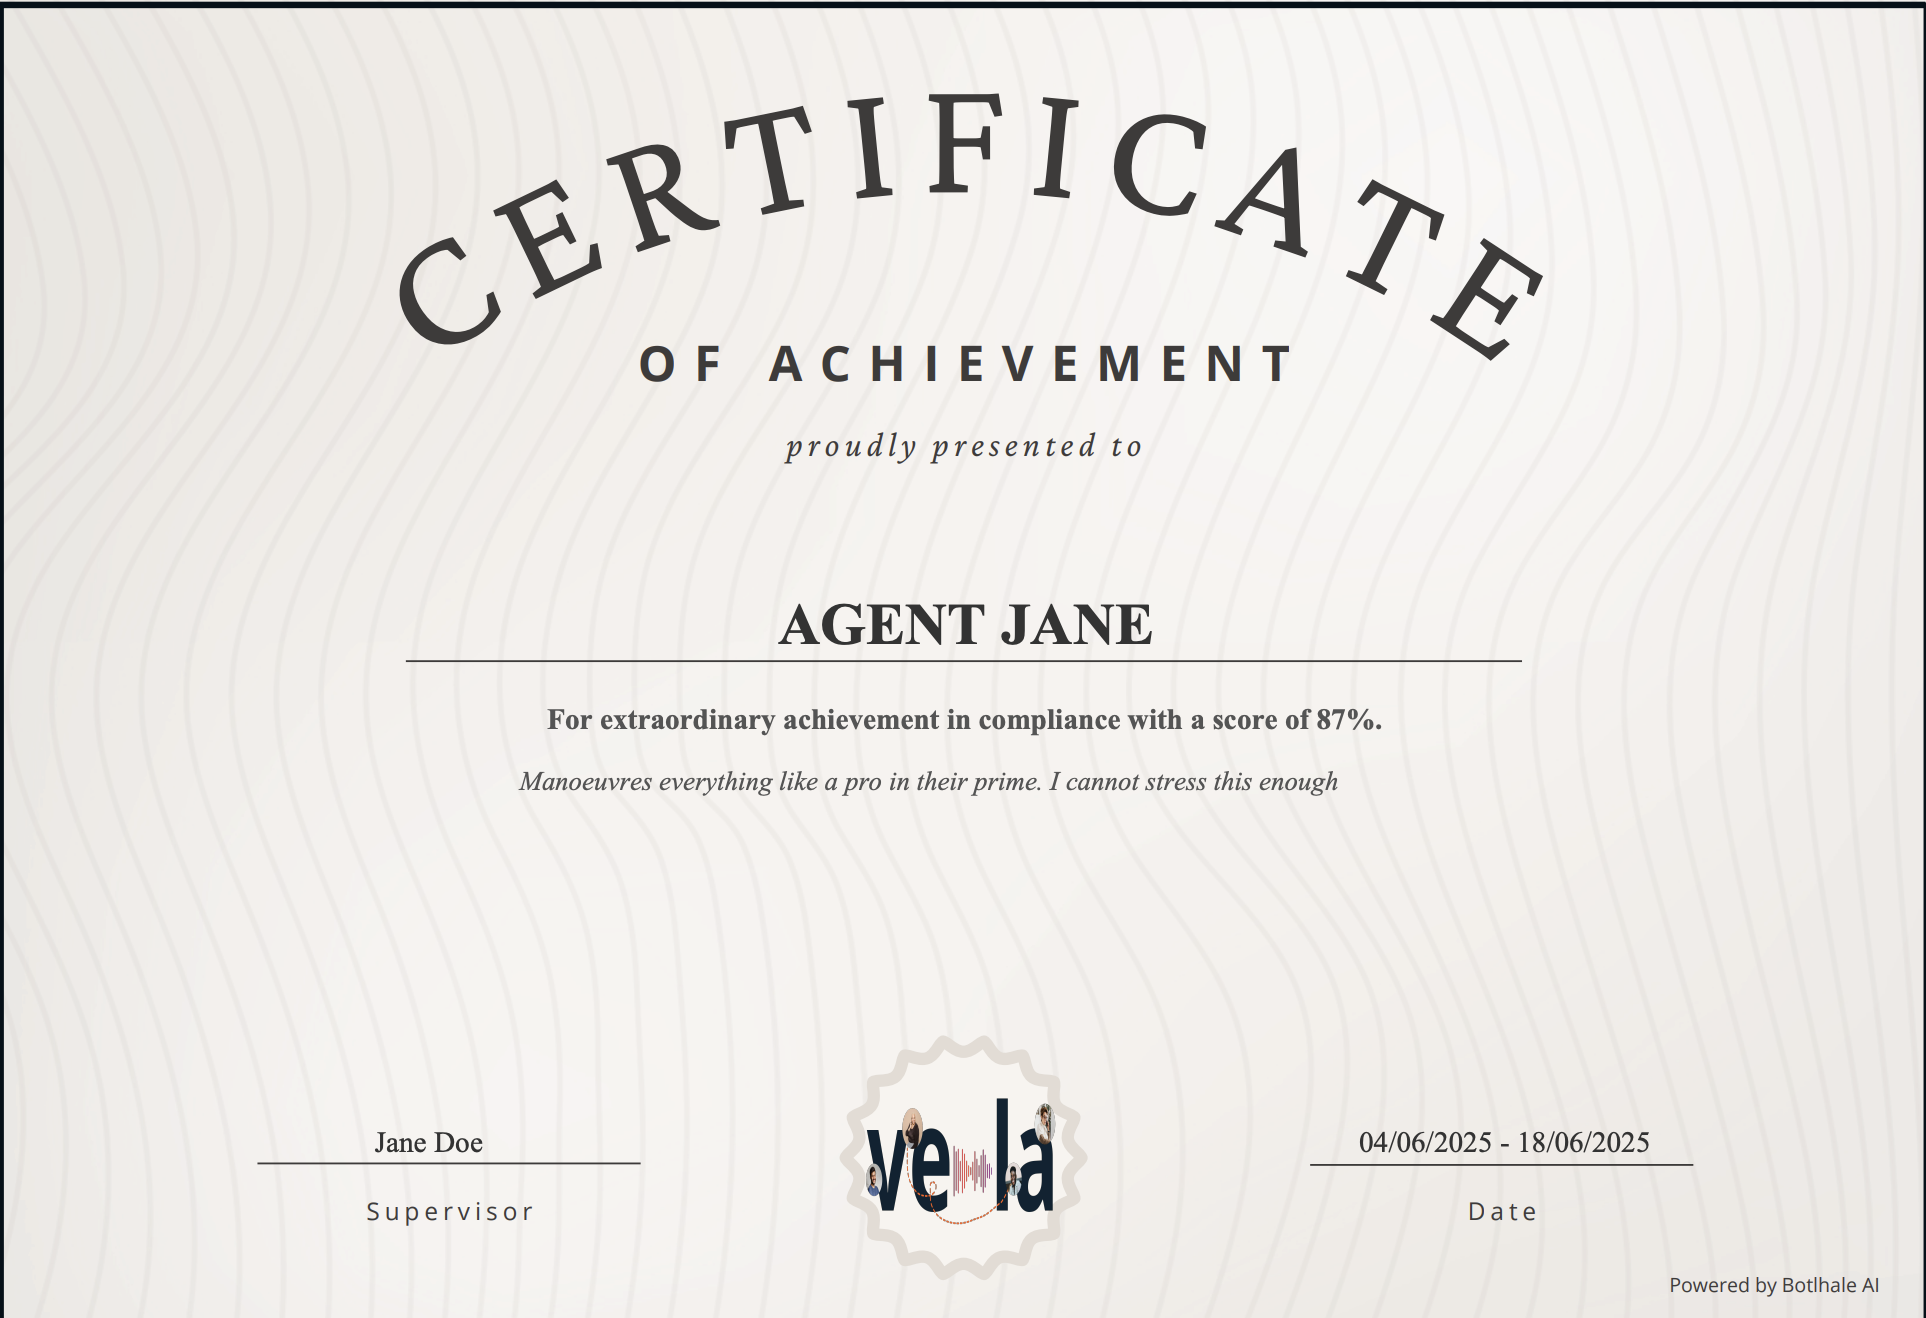 CERTIFICATE
OF ACHIEVEMENT
proudly presented to
AGENT JANE
For extraordinary achievement in compliance with a score of 87%.
Manoeuvres everything like a pro in their prime. I cannot stress this enough
Jane Doe
Supervisor
vela
04/06/2025 - 18/06/2025
Date
Powered by Botlhale AI